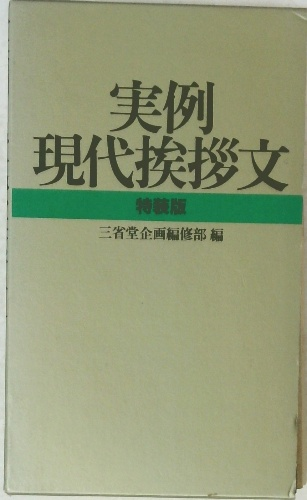 実例
現代挨拶文
特装版
三省堂企画編修部 編